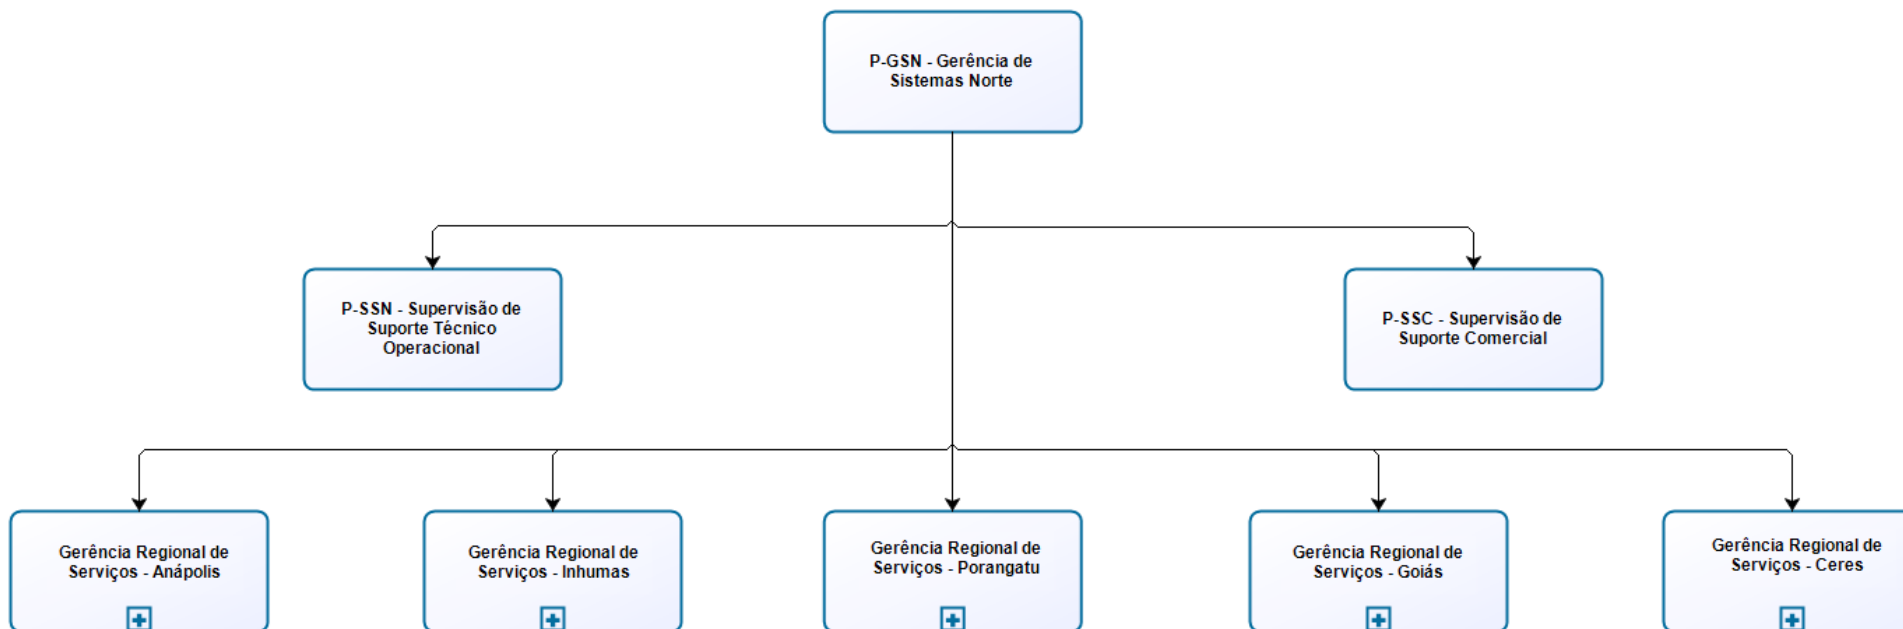 P-GSN - Gerência de
Sistemas Norte
P-SSN - Supervisão de
Suporte Técnico
Operacional
P-SSC - Supervisão de
Suporte Comercial
Gerência Regional de
Serviços - Anápolis
Gerência Regional de
Serviços - Inhumas
Gerência Regional de
Serviços - Porangatu
Gerência Regional de
Serviços - Goiás
Gerência Regional de
Serviços - Ceres